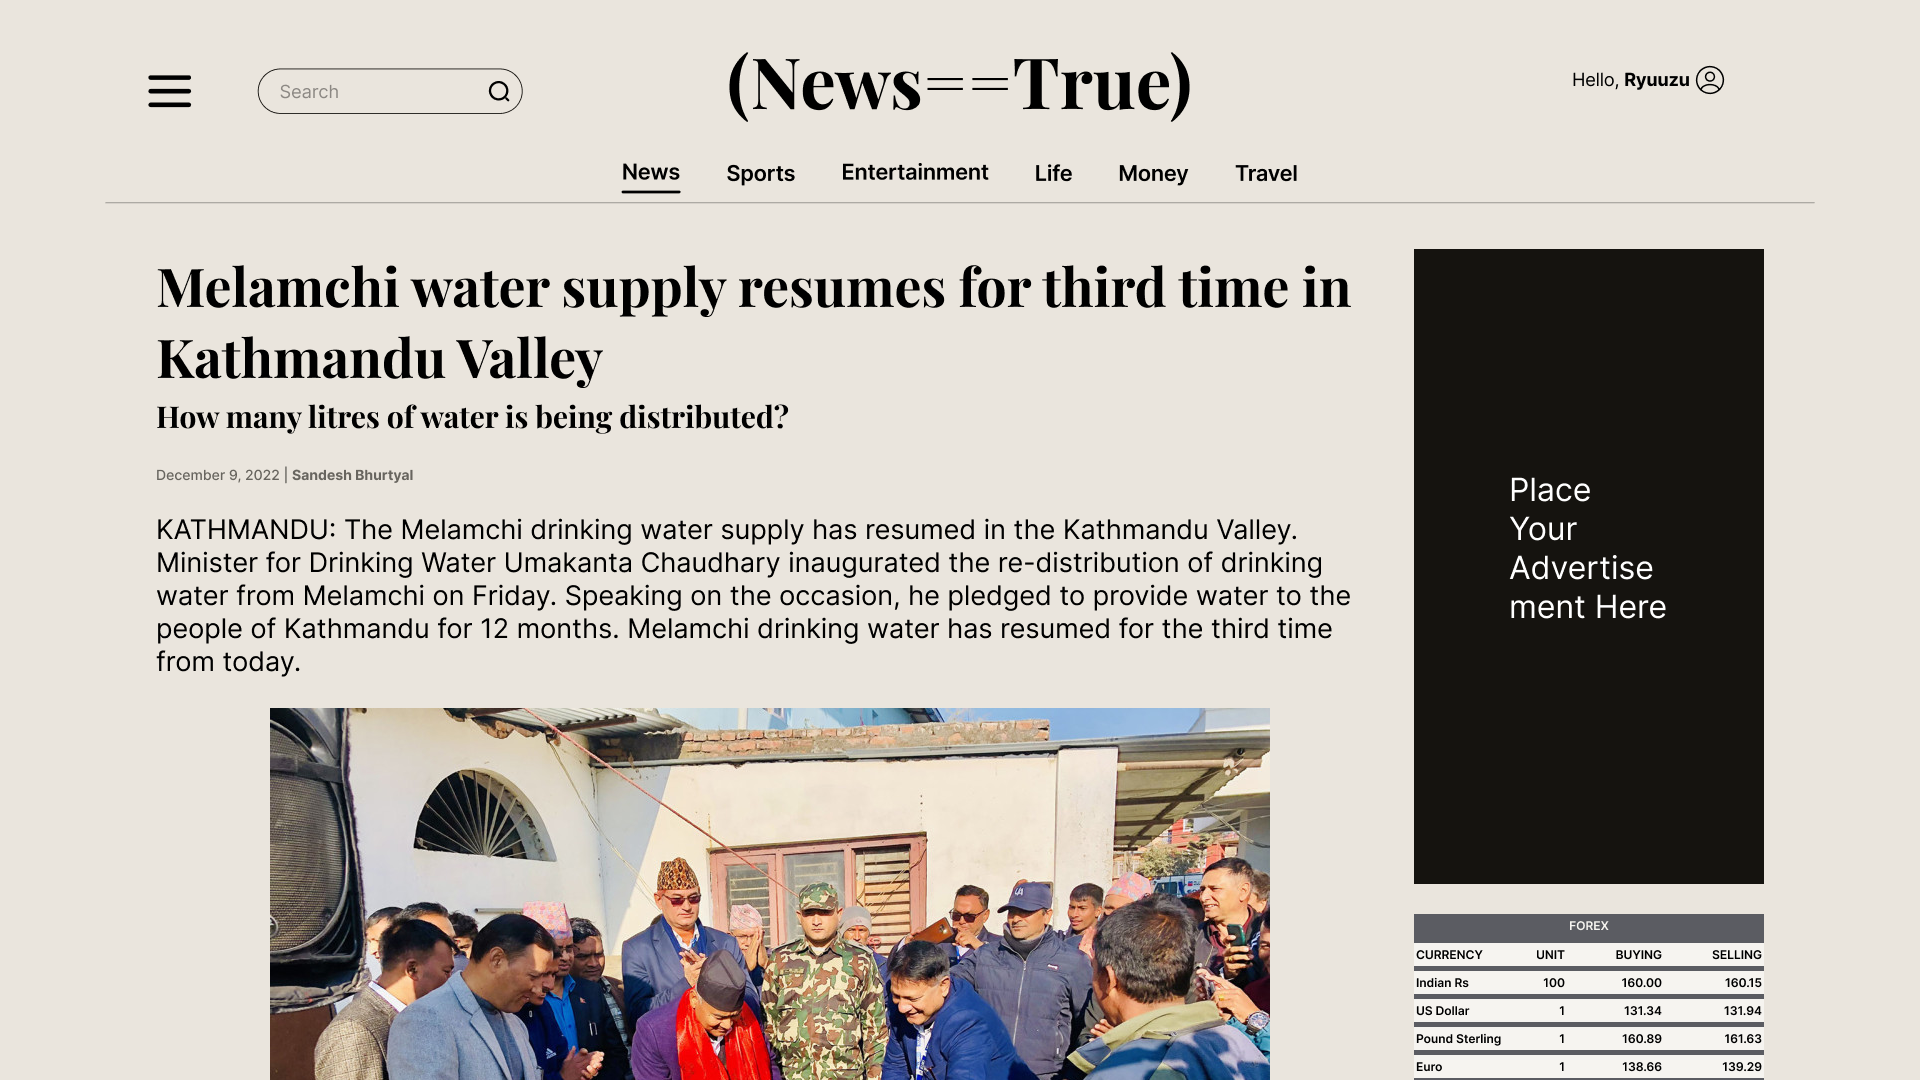 Search
(News==True)
Hello, Ryuuzu
News Sports Entertainment Life Money Travel
Melamchi water supply resumes for third time in
Kathmandu Valley
How many litres of water is being distributed?
December 9, 2022 | Sandesh Bhurtyal
KATHMANDU: The Melamchi drinking water supply has resumed in the Kathmandu Valley.
Minister for Drinking Water Umakanta Chaudhary inaugurated the re-distribution of drinking
water from Melamchi on Friday. Speaking on the occasion, he pledged to provide water to the
people of Kathmandu for 12 months. Melamchi drinking water has resumed for the third time
from today.
UA
Place
Your
Advertise
ment Here
FOREX
CURRENCY UNIT BUYING SELLING
Indian Rs 100 160.00 160.15
US Dollar 1 131.34 131.94
Pound Sterling 1 160.89 161.63
Euro 1 138.66 139.29